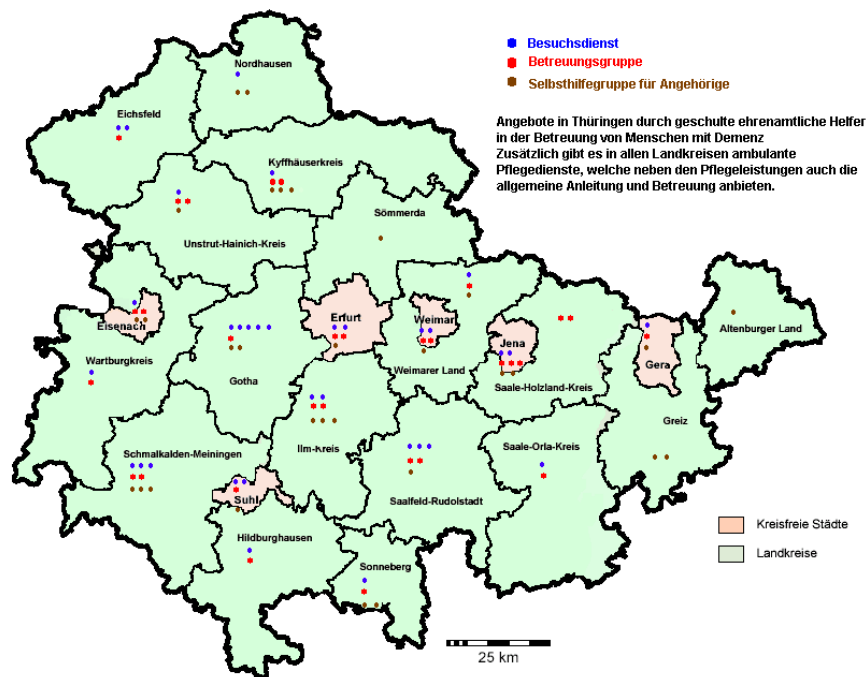 Besuchsdienst
Betreuungsgruppe
Selbsthilfegruppe für Angehörige
Angebote in Thüringen durch geschulte ehrenamtliche Helfer
in der Betreuung von Menschen mit Demenz
Zusätzlich gibt es in allen Landkreisen ambulante
Pflegedienste, welche neben den Pflegeleistungen auch die
allgemeine Anleitung und Betreuung anbieten.
Nordhausen
Eichsfeld
Kyffhäuserkreis
Sömmerda
Unstrut-Hainich-Kreis
Eisenach
Erfurt
Weimar
Jena
Altenburger Land
Wartburgkreis
Gotha
Weimarer Land
Gera
Saale-Holzland-Kreis
Greiz
Schmalkalden-Meiningen
Ilm-Kreis
Saale-Orla-Kreis
Suhl
Saalfeld-Rudolstadt
Hildburghausen
Sonneberg
Kreisfreie Städte
Landkreise
25 km